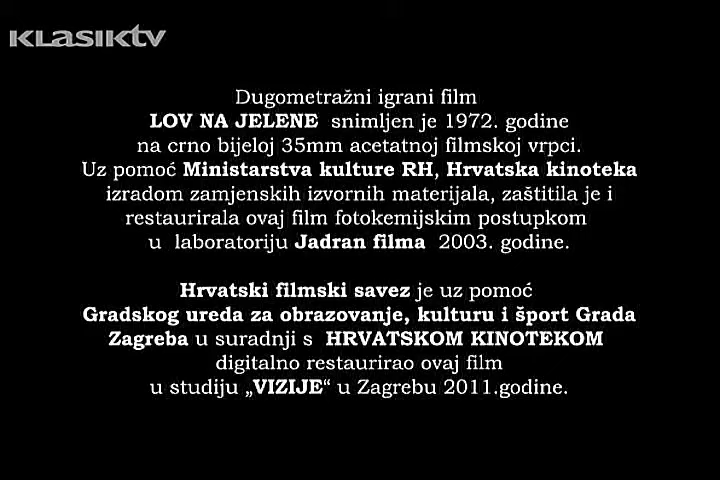 KLASIKTV
Dugometražni igrani film
LOV NA JELENE snimljen je 1972. godine
na crno bijeloj 35mm acetatnoj filmskoj vrpci.
Uz pomoć Ministarstva kulture RH, Hrvatska kinoteka
izradom zamjenskih izvornih materijala, zaštitila je i
restaurirala ovaj film fotokemijskim postupkom
u laboratoriju Jadran filma 2003. godine.
Hrvatski filmski savez je uz pomoć
Gradskog ureda za obrazovanje, kulturu i šport Grada
Zagreba u suradnji s HRVATSKOM KINOTEKOM
digitalno restaurirao ovaj film
u studiju „VIZIJE“ u Zagrebu 2011.godine.